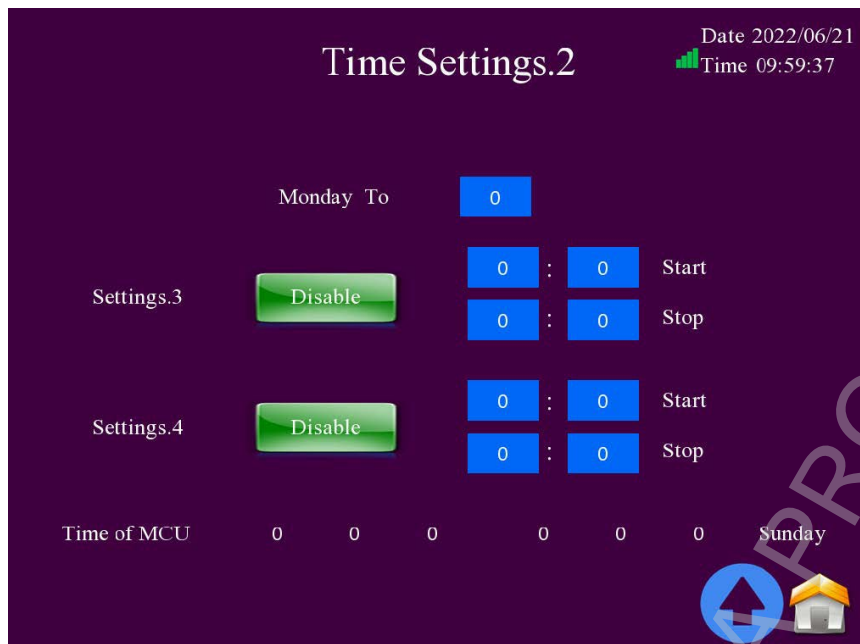 Time Settings.2
Date 2022/06/21
Time 09:59:37
Monday To 0
0 : 0 Start
Settings.3 Disable
0 : 0 Stop
0 : 0 Start
Settings.4 Disable
0 : 0 Stop
Time of MCU 0 0 0 0 0 0 Sunday